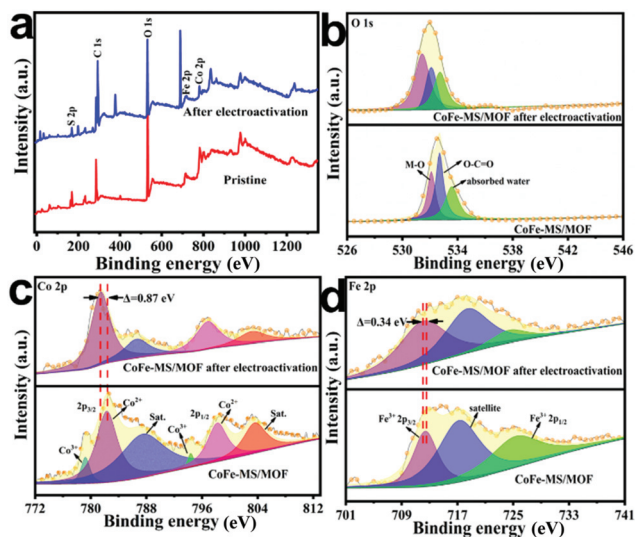 a
Intensity (a.u.)
S 2p
C 1s
O 1s
Fe 2p
Co 2p
After electroactivation
Pristine
0 200 400 600 800 1000 1200
Binding energy (eV)
b
O 1s
Intensity (a.u.)
CoFe-MS/MOF after electroactivation
M-O
O-C=O
absorbed water
CoFe-MS/MOF
526 530 534 538 542 546
Binding energy (eV)
c
Co 2p
Intensity (a.u.)
Δ=0.87 eV
CoFe-MS/MOF after electroactivation
Co³⁺
2p₃/₂
Co²⁺
Sat.
Co³⁺
2p₁/₂
Co²⁺
Sat.
CoFe-MS/MOF
772 780 788 796 804 812
Binding energy (eV)
d
Fe 2p
Intensity (a.u.)
Δ=0.34 eV
CoFe-MS/MOF after electroactivation
Fe³⁺ 2p₃/₂
satellite
Fe³⁺ 2p₁/₂
CoFe-MS/MOF
701 709 717 725 733 741
Binding energy (eV)